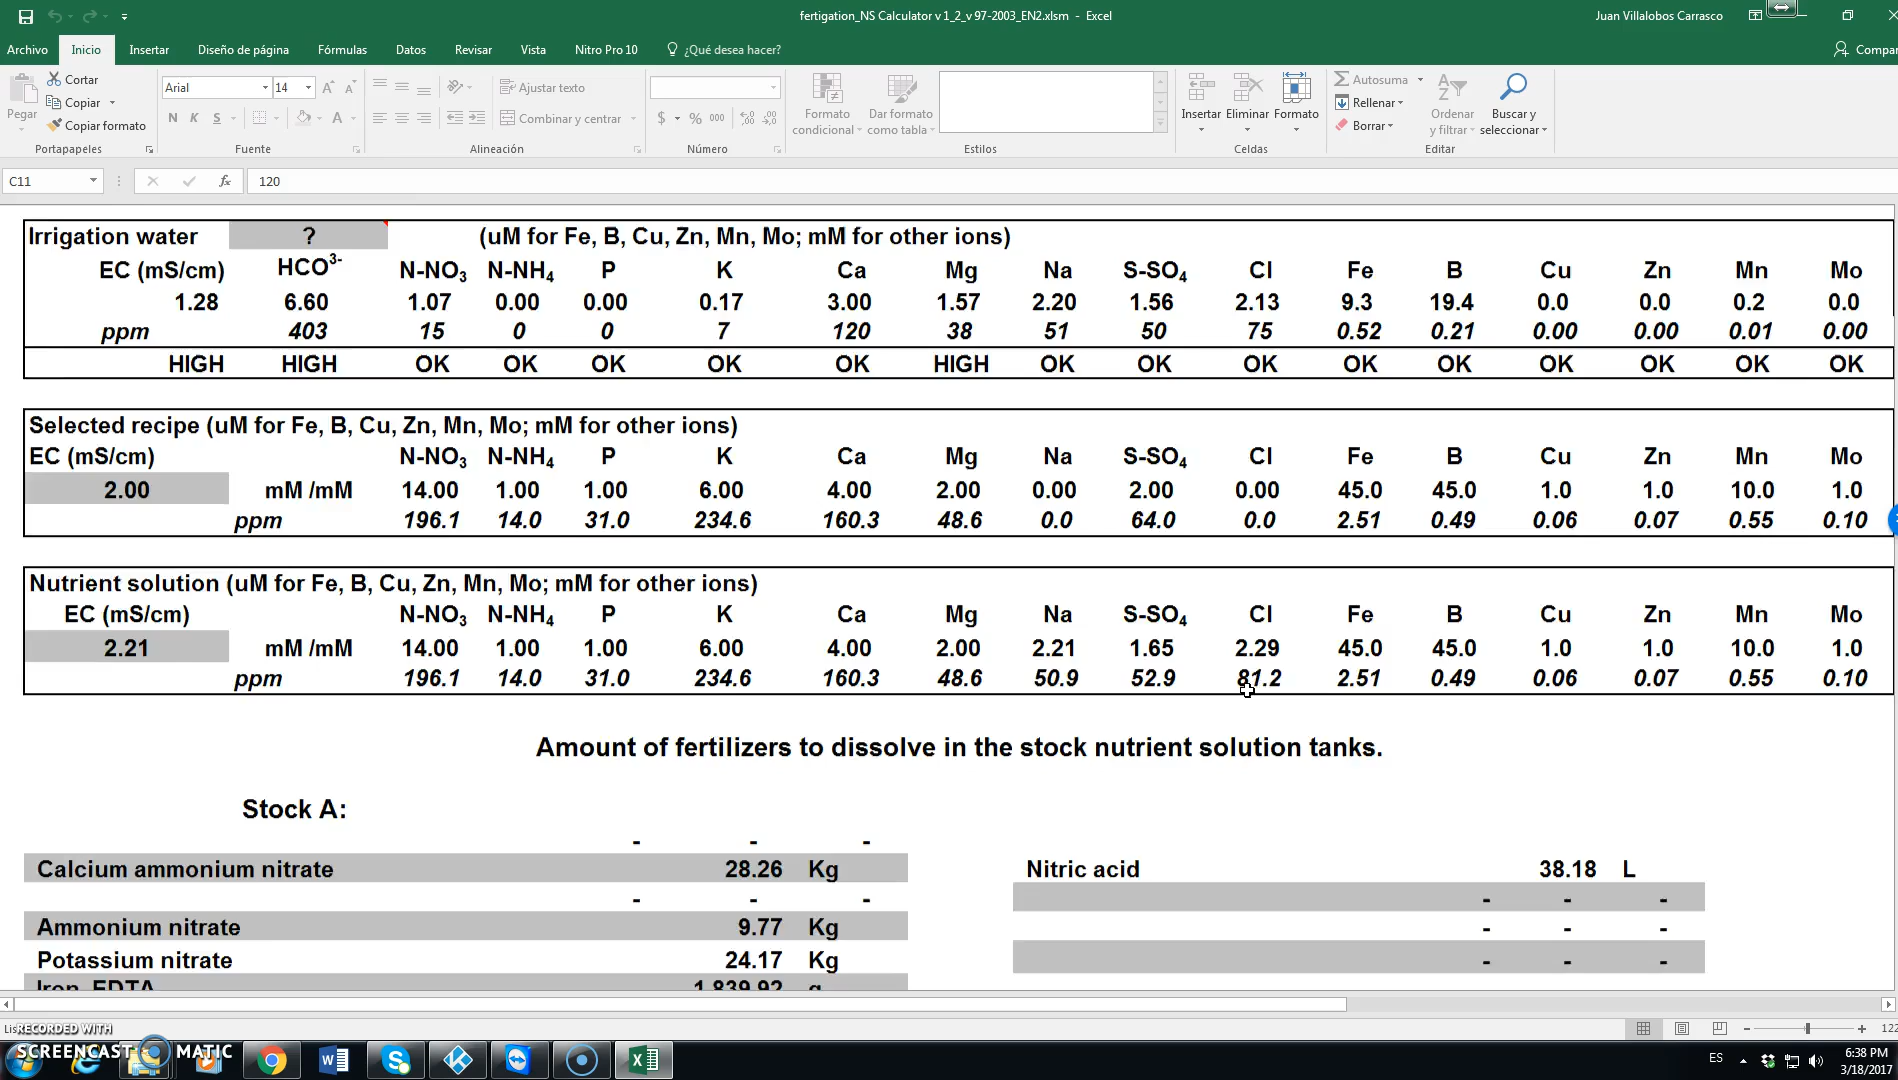 fertigation_NS Calculator v 1_2_v 97-2003_EN2.xlsm - Excel
Juan Villalobos Carrasco
Archivo Inicio Insertar Diseño de página Fórmulas Datos Revisar Vista Nitro Pro 10 ¿Qué desea hacer? Compar
Pegar Cortar Copiar Copiar formato
Portapapeles
Arial 14
N K S
Fuente
Ajustar texto
Combinar y centrar
Alineación
$ % 000
Número
Formato condicional Dar formato como tabla
Estilos
Insertar Eliminar Formato
Celdas
Autosuma
Rellenar
Borrar
Ordenar y filtrar
Buscar y seleccionar
Editar
C11 fx 120
Irrigation water ? (uM for Fe, B, Cu, Zn, Mn, Mo; mM for other ions)
EC (mS/cm) HCO3- N-NO3 N-NH4 P K Ca Mg Na S-SO4 Cl Fe B Cu Zn Mn Mo
1.28 6.60 1.07 0.00 0.00 0.17 3.00 1.57 2.20 1.56 2.13 9.3 19.4 0.0 0.0 0.2 0.0
ppm 403 15 0 0 7 120 38 51 50 75 0.52 0.21 0.00 0.00 0.01 0.00
HIGH HIGH OK OK OK OK OK HIGH OK OK OK OK OK OK OK OK OK
Selected recipe (uM for Fe, B, Cu, Zn, Mn, Mo; mM for other ions)
EC (mS/cm) N-NO3 N-NH4 P K Ca Mg Na S-SO4 Cl Fe B Cu Zn Mn Mo
2.00 mM /mM 14.00 1.00 1.00 6.00 4.00 2.00 0.00 2.00 0.00 45.0 45.0 1.0 1.0 10.0 1.0
ppm 196.1 14.0 31.0 234.6 160.3 48.6 0.0 64.0 0.0 2.51 0.49 0.06 0.07 0.55 0.10
Nutrient solution (uM for Fe, B, Cu, Zn, Mn, Mo; mM for other ions)
EC (mS/cm) N-NO3 N-NH4 P K Ca Mg Na S-SO4 Cl Fe B Cu Zn Mn Mo
2.21 mM /mM 14.00 1.00 1.00 6.00 4.00 2.00 2.21 1.65 2.29 45.0 45.0 1.0 1.0 10.0 1.0
ppm 196.1 14.0 31.0 234.6 160.3 48.6 50.9 52.9 81.2 2.51 0.49 0.06 0.07 0.55 0.10
Amount of fertilizers to dissolve in the stock nutrient solution tanks.
Stock A:
- - -
Calcium ammonium nitrate 28.26 Kg Nitric acid 38.18 L
- - - - - -
Ammonium nitrate 9.77 Kg - - -
Potassium nitrate 24.17 Kg - - -
Iron, EDTA 1,839.92 g
Lis RECORDED WITH
SCREENCAST MATIC
122
ES
6:38 PM
3/18/2017